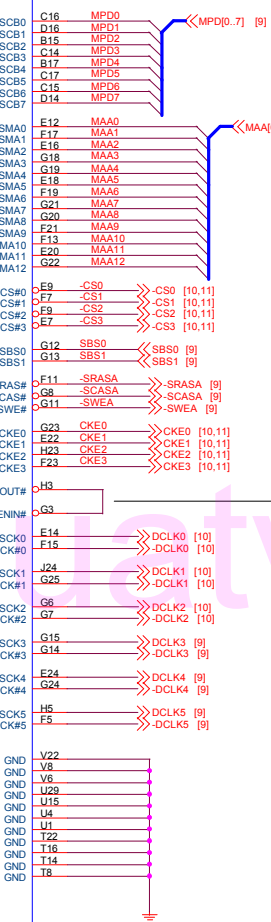 SCB0 C16 MPD0 MPD[0..7] [9]
SCB1 D16 MPD1
SCB2 B15 MPD2
SCB3 C14 MPD3
SCB4 B17 MPD4
SCB5 C17 MPD5
SCB6 C15 MPD6
SCB7 D14 MPD7
SMA0 E12 MAA0 MAA[
SMA1 F17 MAA1
SMA2 E16 MAA2
SMA3 G18 MAA3
SMA4 G19 MAA4
SMA5 E18 MAA5
SMA6 F19 MAA6
SMA7 G21 MAA7
SMA8 G20 MAA8
SMA9 F21 MAA9
MA10 F13 MAA10
MA11 E20 MAA11
MA12 G22 MAA12
CS#0 E9 -CS0 -CS0 [10,11]
CS#1 F7 -CS1 -CS1 [10,11]
CS#2 F9 -CS2 -CS2 [10,11]
CS#3 E7 -CS3 -CS3 [10,11]
SBS0 G12 SBS0 SBS0 [9]
SBS1 G13 SBS1 SBS1 [9]
RAS# F11 -SRASA -SRASA [9]
CAS# G8 -SCASA -SCASA [9]
SWE# G11 -SWEA -SWEA [9]
CKE0 G23 CKE0 CKE0 [10,11]
CKE1 E22 CKE1 CKE1 [10,11]
CKE2 H23 CKE2 CKE2 [10,11]
CKE3 F23 CKE3 CKE3 [10,11]
OUT# H3
ENIN# G3
SCK0 E14 DCLK0 [10]
CK#0 F15 -DCLK0 [10]
SCK1 J24 DCLK1 [10]
CK#1 G25 -DCLK1 [10]
SCK2 G6 DCLK2 [10]
CK#2 G7 -DCLK2 [10]
SCK3 G15 DCLK3 [9]
CK#3 G14 -DCLK3 [9]
SCK4 E24 DCLK4 [9]
CK#4 G24 -DCLK4 [9]
SCK5 H5 DCLK5 [9]
CK#5 F5 -DCLK5 [9]
GND V22
GND V8
GND V6
GND U29
GND U15
GND U4
GND U1
GND T22
GND T16
GND T14
GND T8